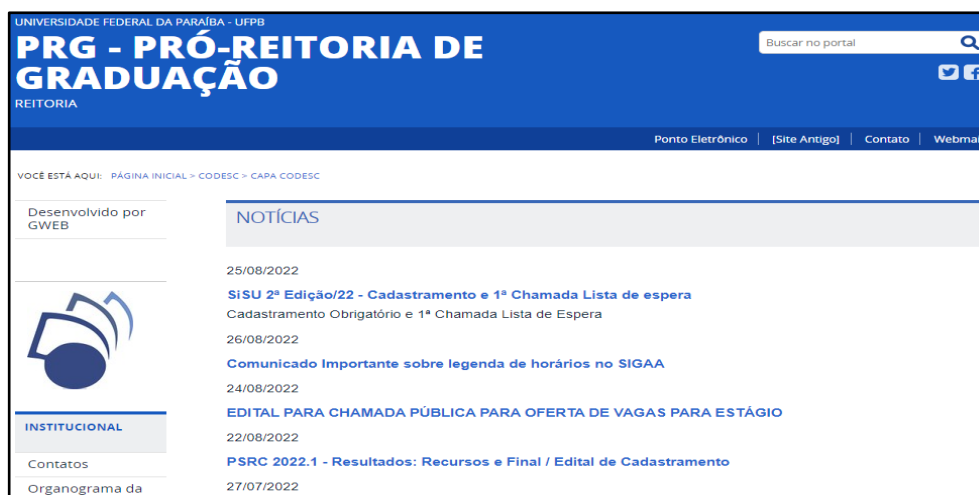 UNIVERSIDADE FEDERAL DA PARAÍBA - UFPB
PRG - PRÓ-REITORIA DE
GRADUAÇÃO
REITORIA
Buscar no portal
Ponto Eletrônico | [Site Antigo] | Contato | Webmai
VOCÊ ESTÁ AQUI: PÁGINA INICIAL > CODESC > CAPA CODESC
Desenvolvido por
GWEB
INSTITUCIONAL
Contatos
Organograma da
NOTÍCIAS
25/08/2022
SiSU 2ª Edição/22 - Cadastramento e 1ª Chamada Lista de espera
Cadastramento Obrigatório e 1ª Chamada Lista de Espera
26/08/2022
Comunicado Importante sobre legenda de horários no SIGAA
24/08/2022
EDITAL PARA CHAMADA PÚBLICA PARA OFERTA DE VAGAS PARA ESTÁGIO
22/08/2022
PSRC 2022.1 - Resultados: Recursos e Final / Edital de Cadastramento
27/07/2022